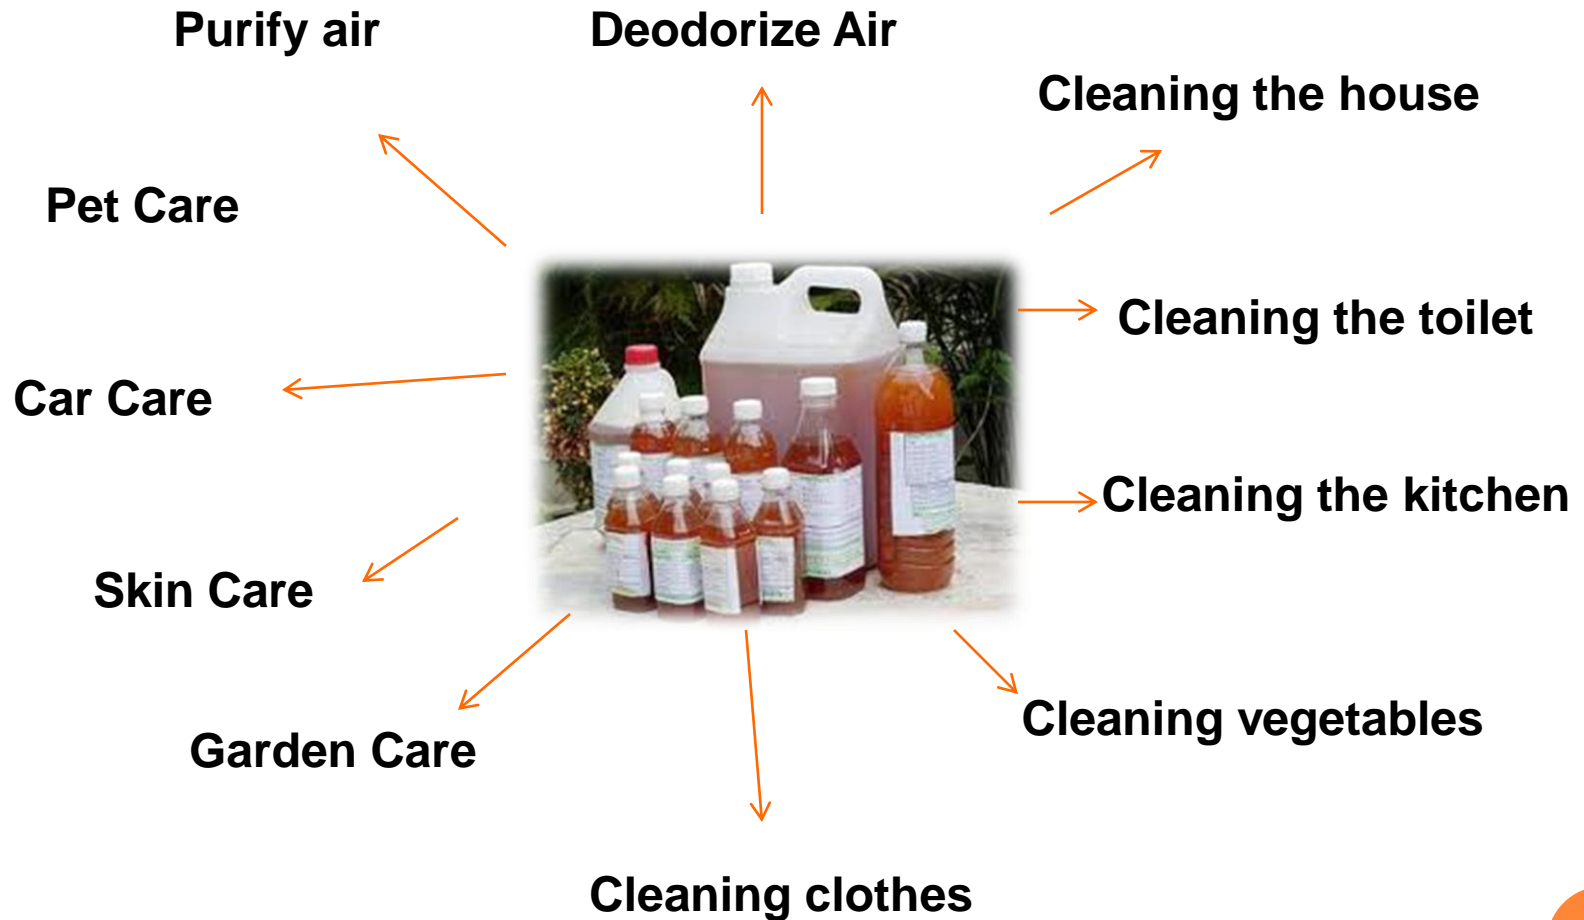 Purify air
Deodorize Air
Cleaning the house
Pet Care
Cleaning the toilet
Car Care
Cleaning the kitchen
Skin Care
Cleaning vegetables
Garden Care
Cleaning clothes